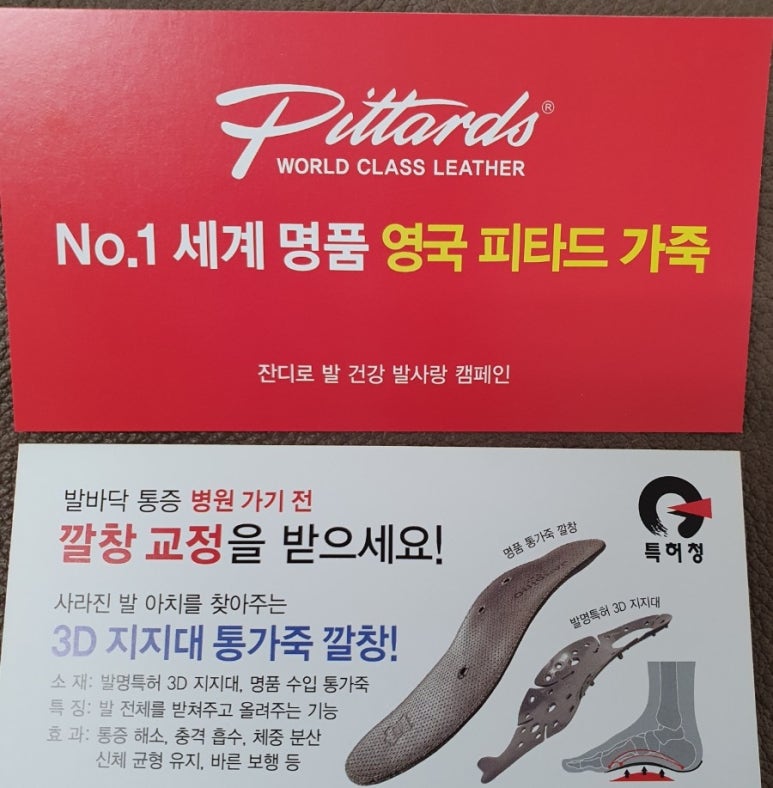 Pittards®
WORLD CLASS LEATHER
No.1 세계 명품 영국 피타드 가죽
잔디로 발 건강 발사랑 캠페인
발바닥 통증 병원 가기 전
깔창 교정을 받으세요!
특허청
사라진 발 아치를 찾아주는
3D 지지대 통가죽 깔창!
소 재: 발명특허 3D 지지대, 명품 수입 통가죽
특 징: 발 전체를 받쳐주고 올려주는 기능
효 과: 통증 해소, 충격 흡수, 체중 분산
신체 균형 유지, 바른 보행 등
명품 통가죽 깔창
발명특허 3D 지지대